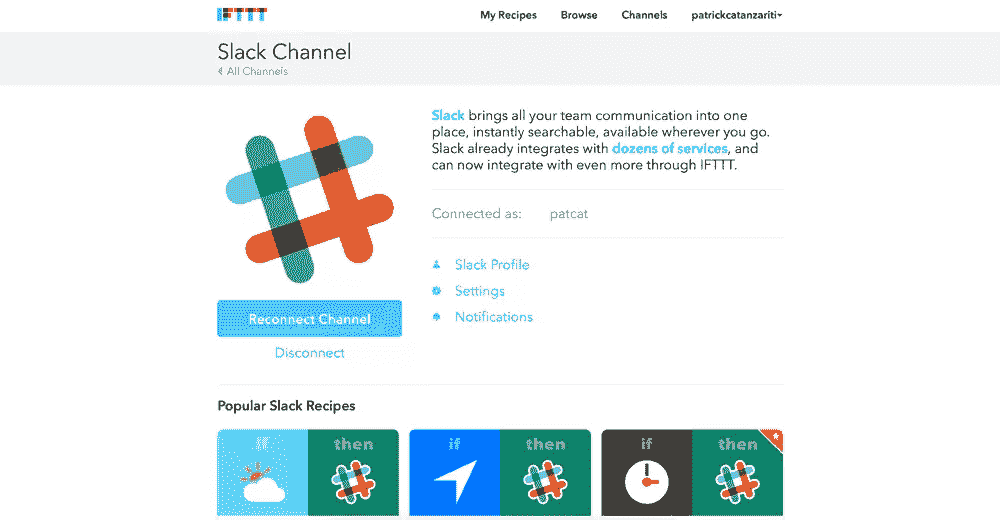 IFTTT
My Recipes Browse Channels patrickcatanzariti
Slack Channel
All Channels
Slack brings all your team communication into one
place, instantly searchable, available wherever you go.
Slack already integrates with dozens of services, and
can now integrate with even more through IFTTT.
Connected as: patcat
Slack Profile
Settings
Notifications
Reconnect Channel
Disconnect
Popular Slack Recipes
if then if then if then